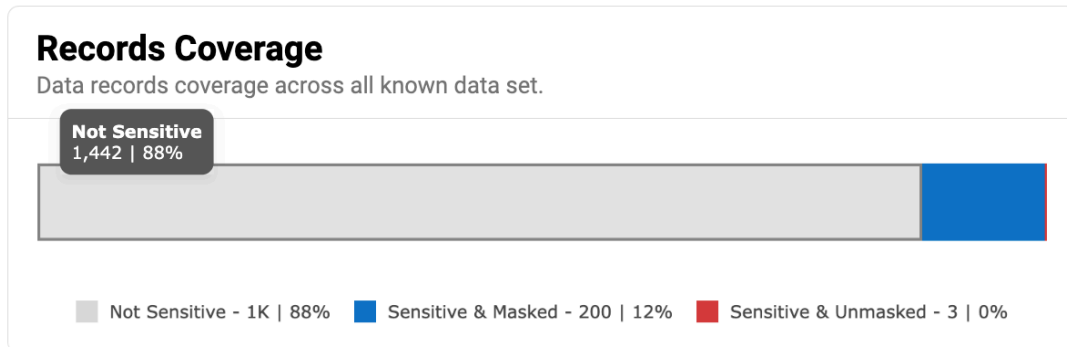 Records Coverage
Data records coverage across all known data set.
Not Sensitive
1,442 | 88%
Not Sensitive - 1K | 88% Sensitive & Masked - 200 | 12% Sensitive & Unmasked - 3 | 0%